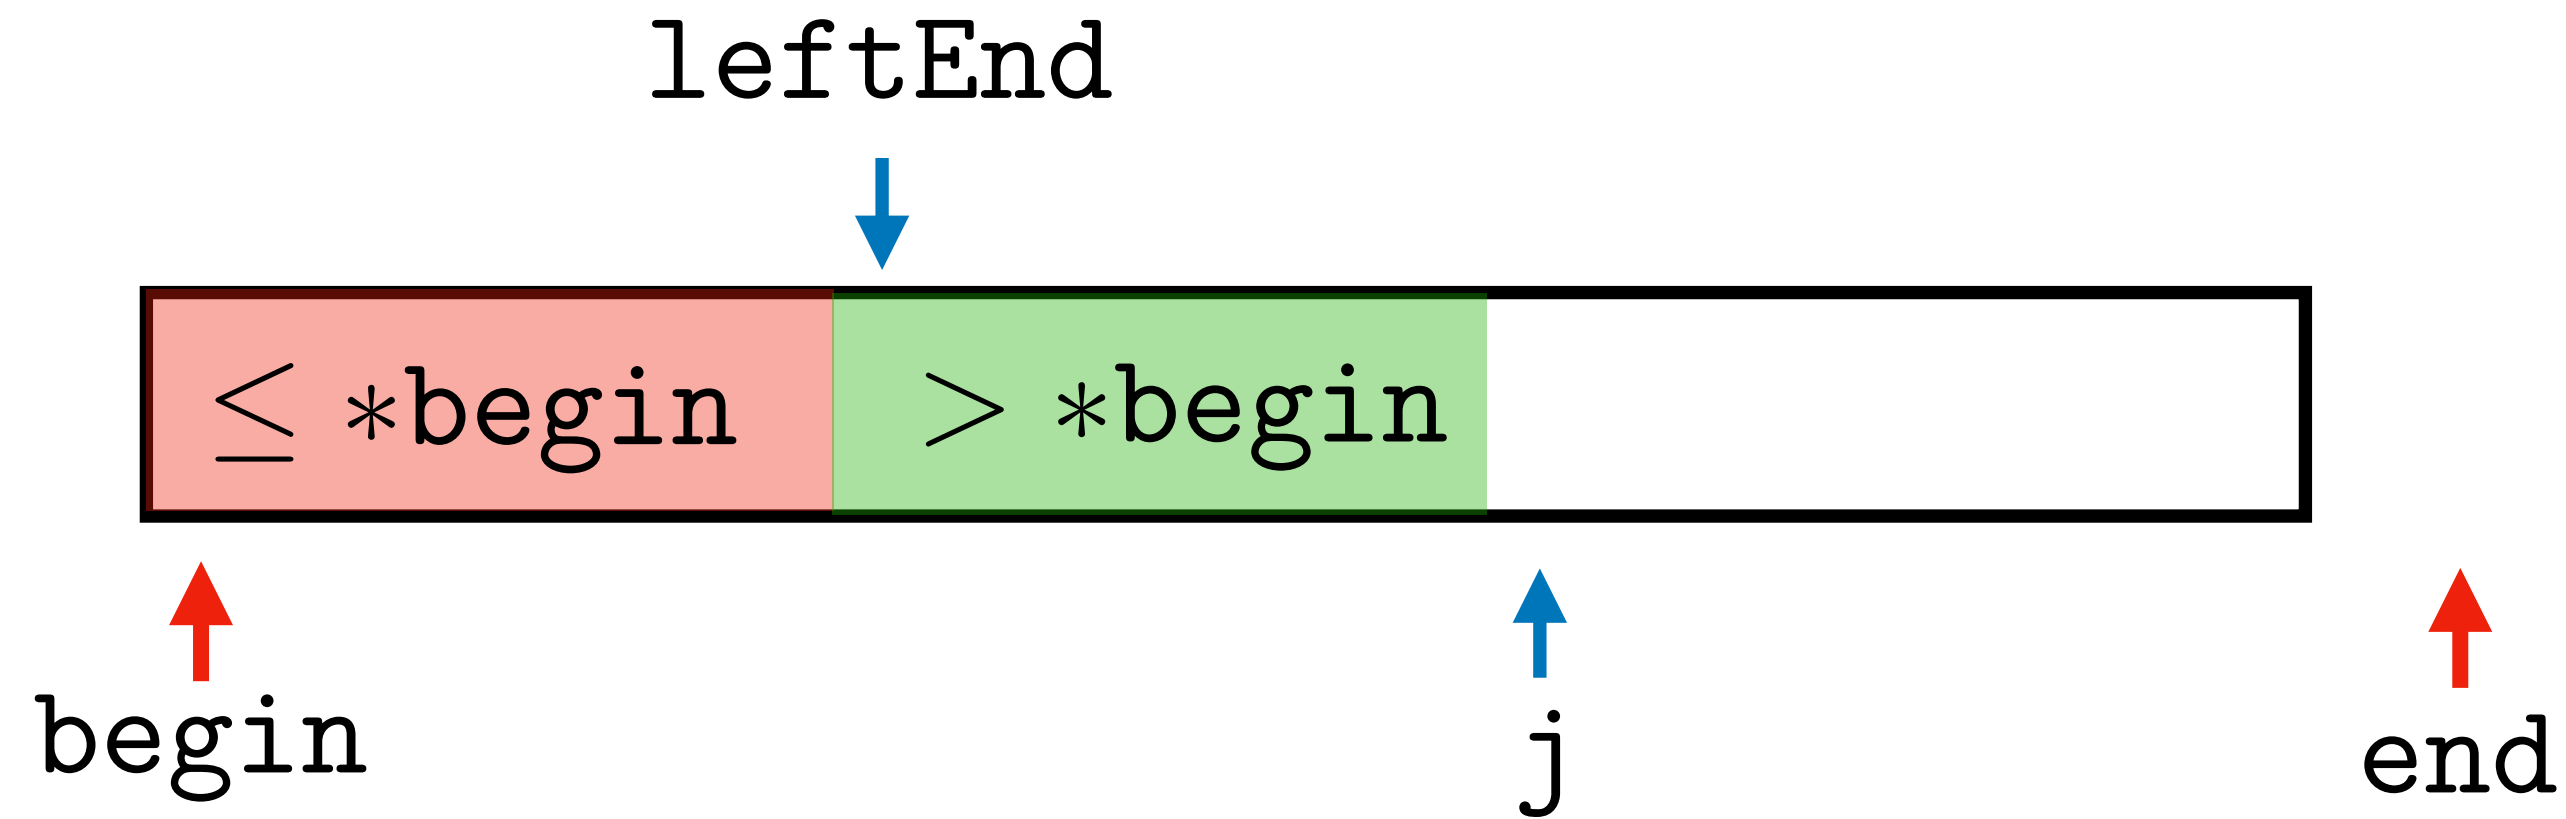 leftEnd
≤ *begin > *begin
begin j end